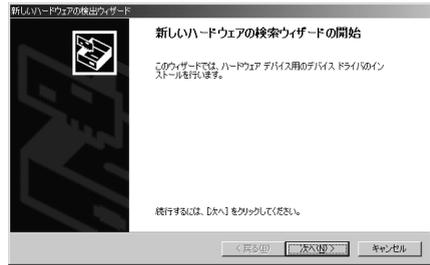 新しいハードウェアの検出ウィザード
新しいハードウェアの検索ウィザードの開始
このウィザードでは、ハードウェア デバイス用のデバイス ドライバのイン
ストールを行います。
続行するには、[次へ] をクリックしてください。
< 戻る(B)
次へ(N) >
キャンセル